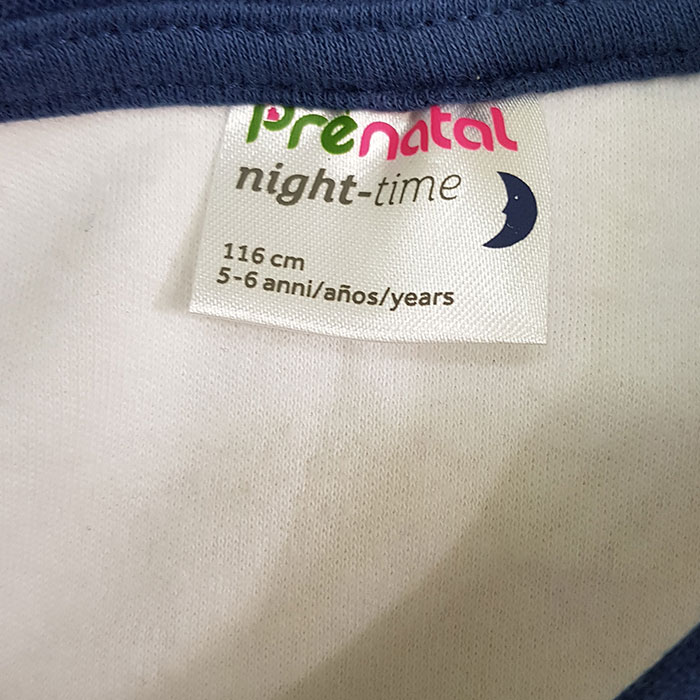 prenatal
night-time
116 cm
5-6 anni/años/years